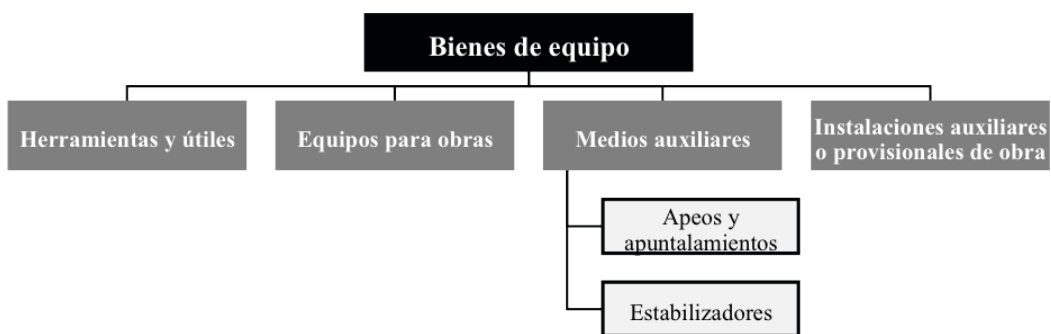 Bienes de equipo
Herramientas y útiles
Equipos para obras
Medios auxiliares
Instalaciones auxiliares
o provisionales de obra
Apeos y
apuntalamientos
Estabilizadores